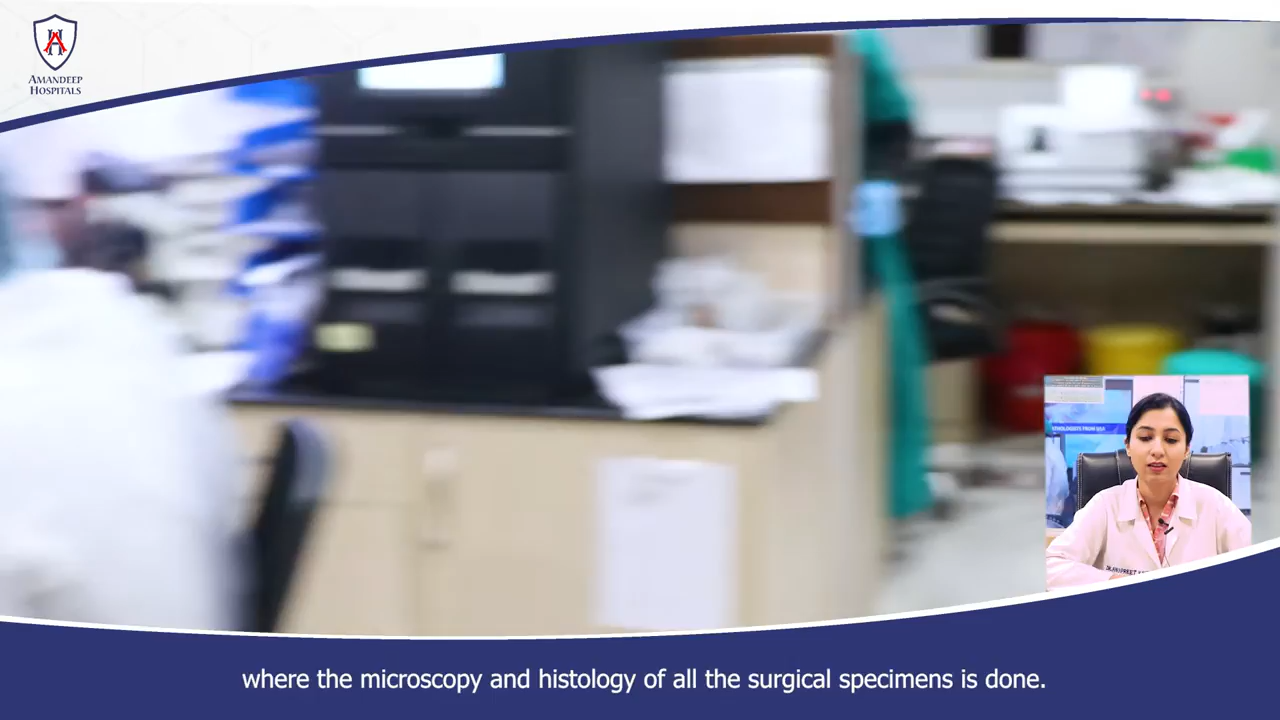 AMANDEEP
HOSPITALS
where the microscopy and histology of all the surgical specimens is done.